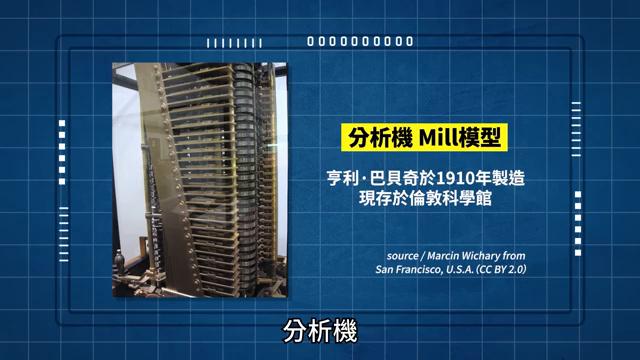 分析機 Mill模型
亨利·巴貝奇於1910年製造
現存於倫敦科學館
source / Marcin Wichary from
San Francisco, U.S.A. (CC BY 2.0)
分析機